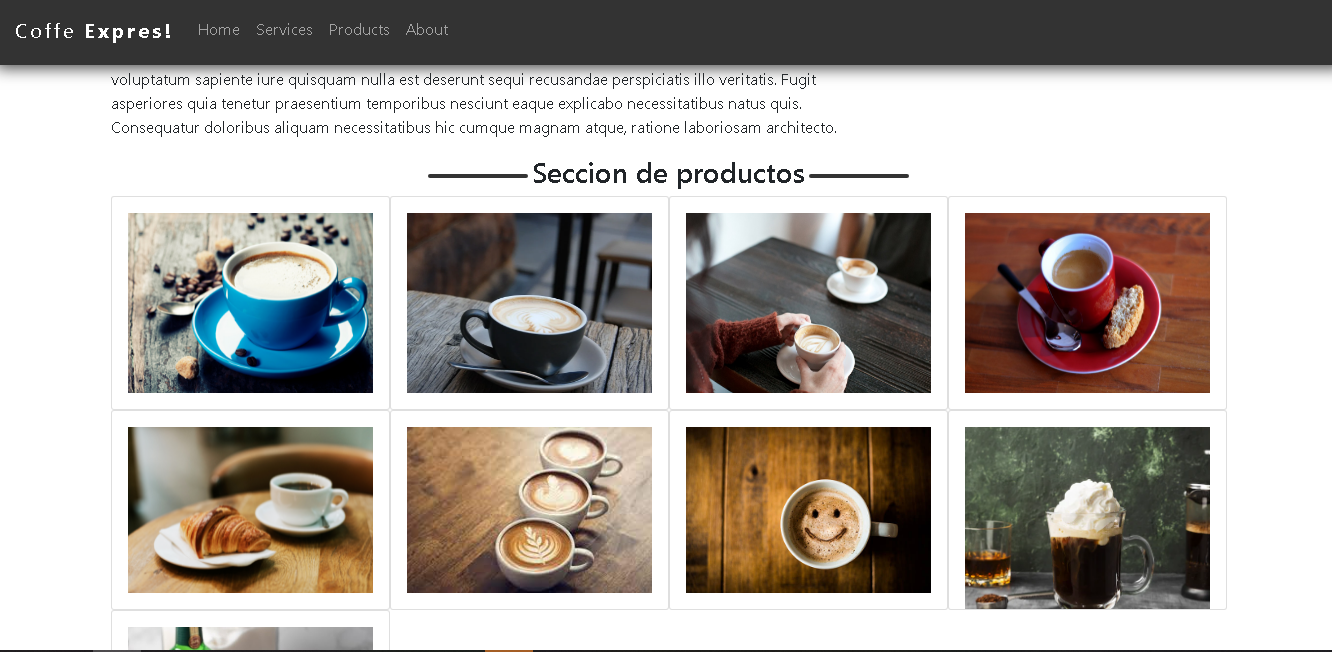 Coffe Expres! Home Services Products About
voluptatum sapiente iure quisquam nulla est deserunt sequi recusandae perspiciatis illo veritatis. Fugit
asperiores quia tenetur praesentium temporibus nesciunt eaque explicabo necessitatibus natus quis.
Consequatur doloribus aliquam necessitatibus hic cumque magnam atque, ratione laboriosam architecto.
Seccion de productos